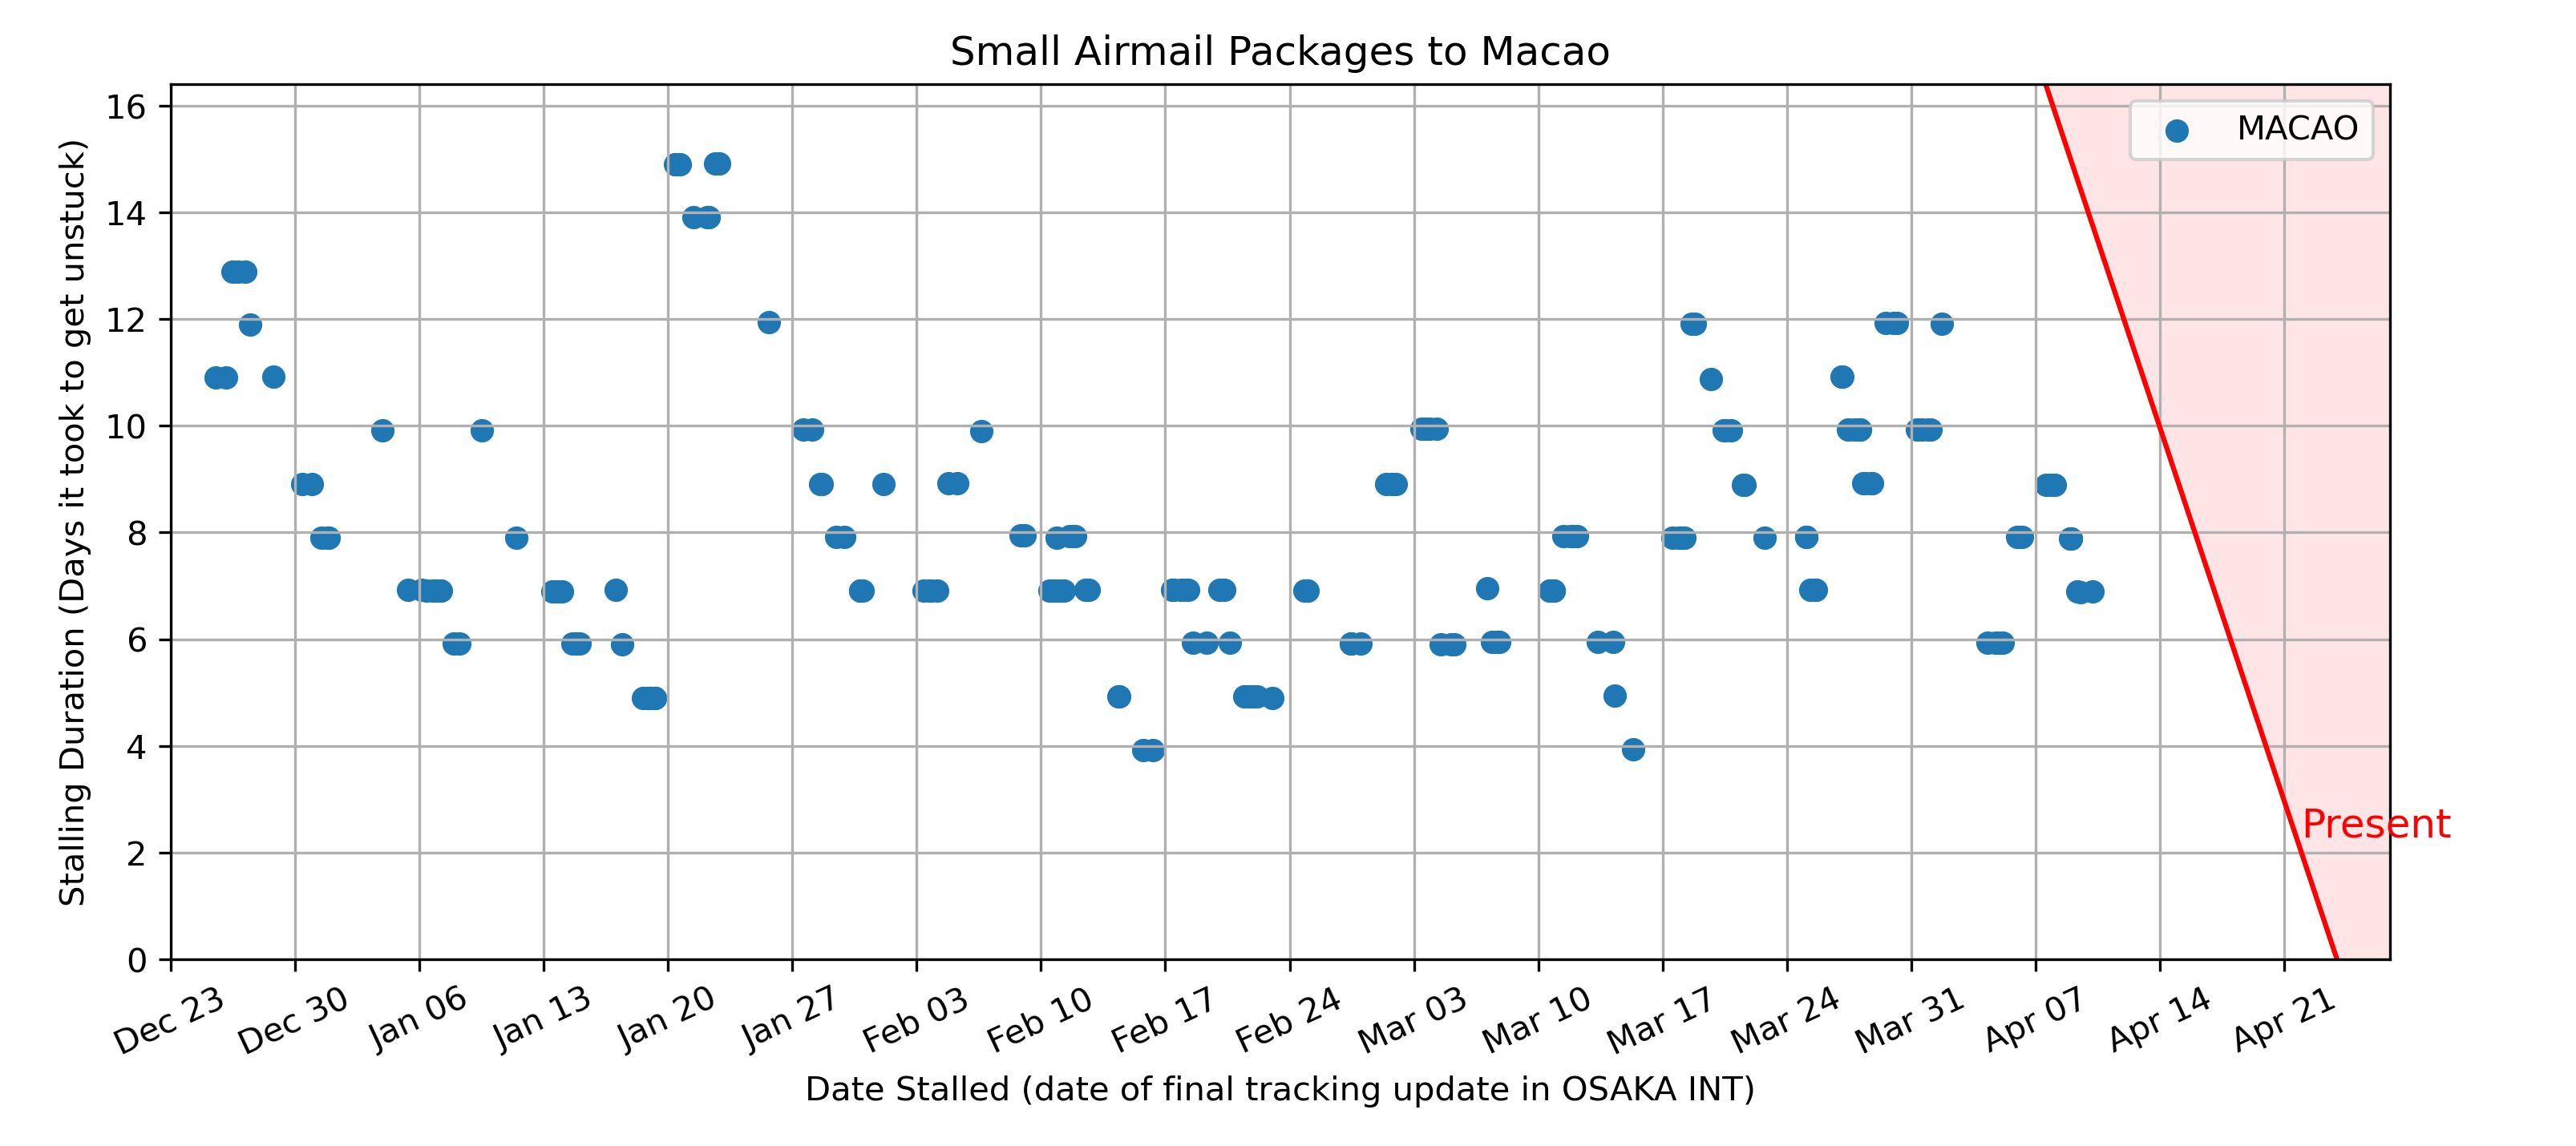 Small Airmail Packages to Macao
MACAO
Stalling Duration (Days it took to get unstuck)
16
14
12
10
8
6
4
2
0
Present
Dec 23
Dec 30
Jan 06
Jan 13
Jan 20
Jan 27
Feb 03
Feb 10
Feb 17
Feb 24
Mar 03
Mar 10
Mar 17
Mar 24
Mar 31
Apr 07
Apr 14
Apr 21
Date Stalled (date of final tracking update in OSAKA INT)